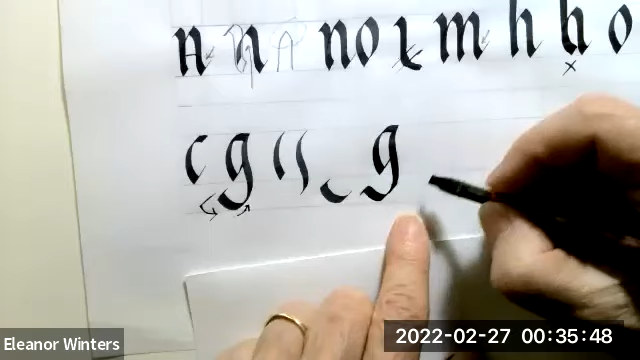 n n A n o t m h h o
c g g
Eleanor Winters
2022-02-27 00:35:48